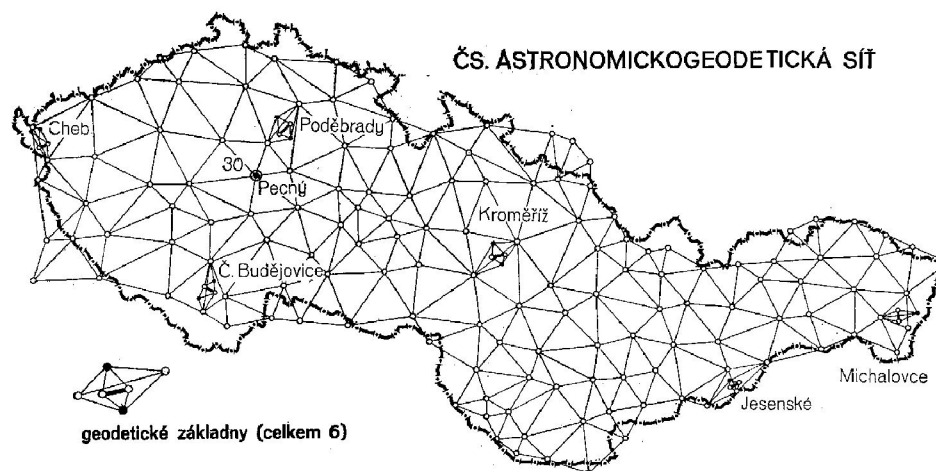 ČS. ASTRONOMICKOGEODETICKÁ SÍŤ
Cheb
Poděbrady
30
Pecný
Kroměříž
Č. Budějovice
Michalovce
Jesenské
geodetické základny (celkem 6)